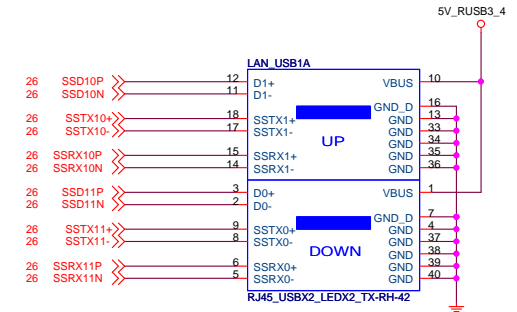 5V_RUSB3_4
LAN_USB1A
26 SSD10P 12 D1+ VBUS 10
26 SSD10N 11 D1-
GND_D 16
26 SSTX10+ 18 SSTX1+ GND 13
26 SSTX10- 17 SSTX1- GND 33
UP GND 34
26 SSRX10P 15 SSRX1+ GND 35
26 SSRX10N 14 SSRX1- GND 36
26 SSD11P 3 D0+ VBUS 1
26 SSD11N 2 D0-
GND_D 7
26 SSTX11+ 9 SSTX0+ GND 4
26 SSTX11- 8 SSTX0- GND 37
DOWN GND 38
26 SSRX11P 6 SSRX0+ GND 39
26 SSRX11N 5 SSRX0- GND 40
RJ45_USBX2_LEDX2_TX-RH-42